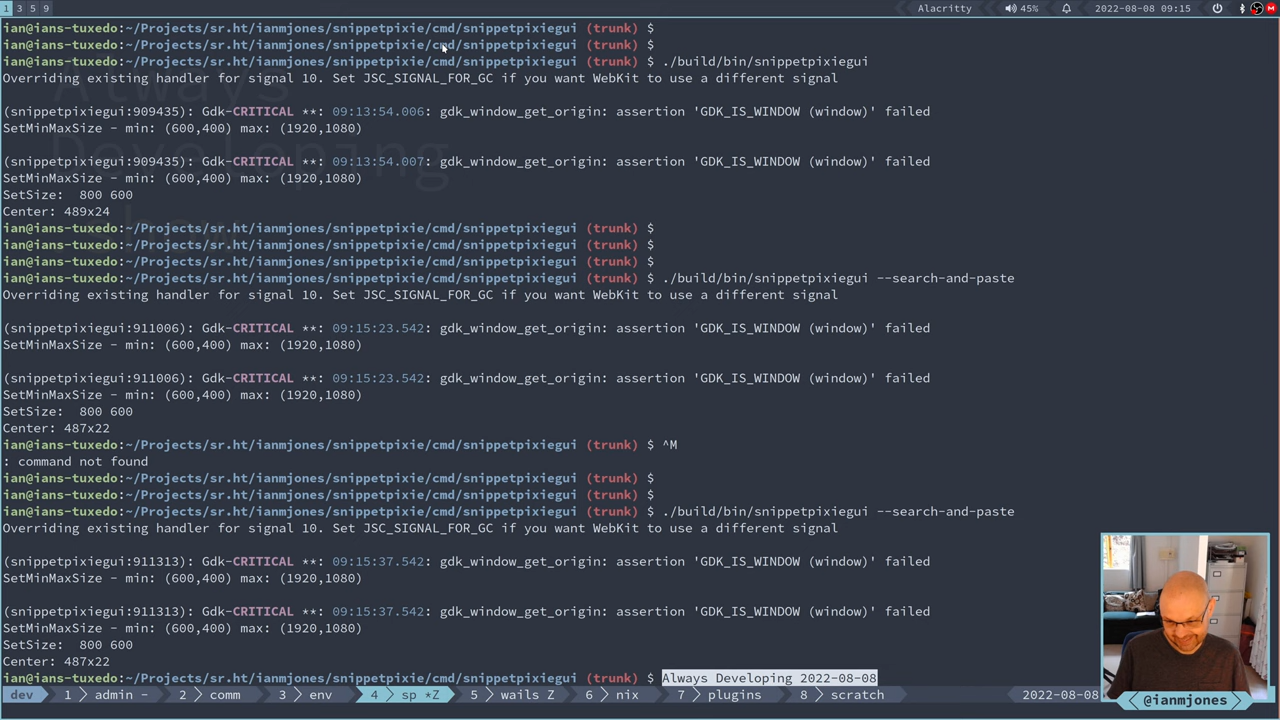 1 3 5 9 Alacritty 45% 2022-08-08 09:15
ian@ians-tuxedo:~/Projects/sr.ht/ianmjones/snippetpixie/cmd/snippetpixiegui (trunk) $
ian@ians-tuxedo:~/Projects/sr.ht/ianmjones/snippetpixie/cmd/snippetpixiegui (trunk) $
ian@ians-tuxedo:~/Projects/sr.ht/ianmjones/snippetpixie/cmd/snippetpixiegui (trunk) $ ./build/bin/snippetpixiegui
Overriding existing handler for signal 10. Set JSC_SIGNAL_FOR_GC if you want WebKit to use a different signal
Always
(snippetpixiegui:909435): Gdk-CRITICAL **: 09:13:54.006: gdk_window_get_origin: assertion 'GDK_IS_WINDOW (window)' failed
SetMinMaxSize - min: (600,400) max: (1920,1080)
Developing
(snippetpixiegui:909435): Gdk-CRITICAL **: 09:13:54.007: gdk_window_get_origin: assertion 'GDK_IS_WINDOW (window)' failed
SetMinMaxSize - min: (600,400) max: (1920,1080)
SetSize:  800 600
Center: 489x24
ian@ians-tuxedo:~/Projects/sr.ht/ianmjones/snippetpixie/cmd/snippetpixiegui (trunk) $
ian@ians-tuxedo:~/Projects/sr.ht/ianmjones/snippetpixie/cmd/snippetpixiegui (trunk) $
ian@ians-tuxedo:~/Projects/sr.ht/ianmjones/snippetpixie/cmd/snippetpixiegui (trunk) $
ian@ians-tuxedo:~/Projects/sr.ht/ianmjones/snippetpixie/cmd/snippetpixiegui (trunk) $ ./build/bin/snippetpixiegui --search-and-paste
Overriding existing handler for signal 10. Set JSC_SIGNAL_FOR_GC if you want WebKit to use a different signal
(snippetpixiegui:911006): Gdk-CRITICAL **: 09:15:23.542: gdk_window_get_origin: assertion 'GDK_IS_WINDOW (window)' failed
SetMinMaxSize - min: (600,400) max: (1920,1080)
(snippetpixiegui:911006): Gdk-CRITICAL **: 09:15:23.542: gdk_window_get_origin: assertion 'GDK_IS_WINDOW (window)' failed
SetMinMaxSize - min: (600,400) max: (1920,1080)
SetSize:  800 600
Center: 487x22
ian@ians-tuxedo:~/Projects/sr.ht/ianmjones/snippetpixie/cmd/snippetpixiegui (trunk) $ ^M
: command not found
ian@ians-tuxedo:~/Projects/sr.ht/ianmjones/snippetpixie/cmd/snippetpixiegui (trunk) $
ian@ians-tuxedo:~/Projects/sr.ht/ianmjones/snippetpixie/cmd/snippetpixiegui (trunk) $
ian@ians-tuxedo:~/Projects/sr.ht/ianmjones/snippetpixie/cmd/snippetpixiegui (trunk) $ ./build/bin/snippetpixiegui --search-and-paste
Overriding existing handler for signal 10. Set JSC_SIGNAL_FOR_GC if you want WebKit to use a different signal
(snippetpixiegui:911313): Gdk-CRITICAL **: 09:15:37.542: gdk_window_get_origin: assertion 'GDK_IS_WINDOW (window)' failed
SetMinMaxSize - min: (600,400) max: (1920,1080)
(snippetpixiegui:911313): Gdk-CRITICAL **: 09:15:37.542: gdk_window_get_origin: assertion 'GDK_IS_WINDOW (window)' failed
SetMinMaxSize - min: (600,400) max: (1920,1080)
SetSize:  800 600
Center: 487x22
ian@ians-tuxedo:~/Projects/sr.ht/ianmjones/snippetpixie/cmd/snippetpixiegui (trunk) $ Always Developing 2022-08-08
dev 1 admin - 2 comm 3 env 4 sp *Z 5 wails Z 6 nix 7 plugins 8 scratch 2022-08-08
@ianmjones